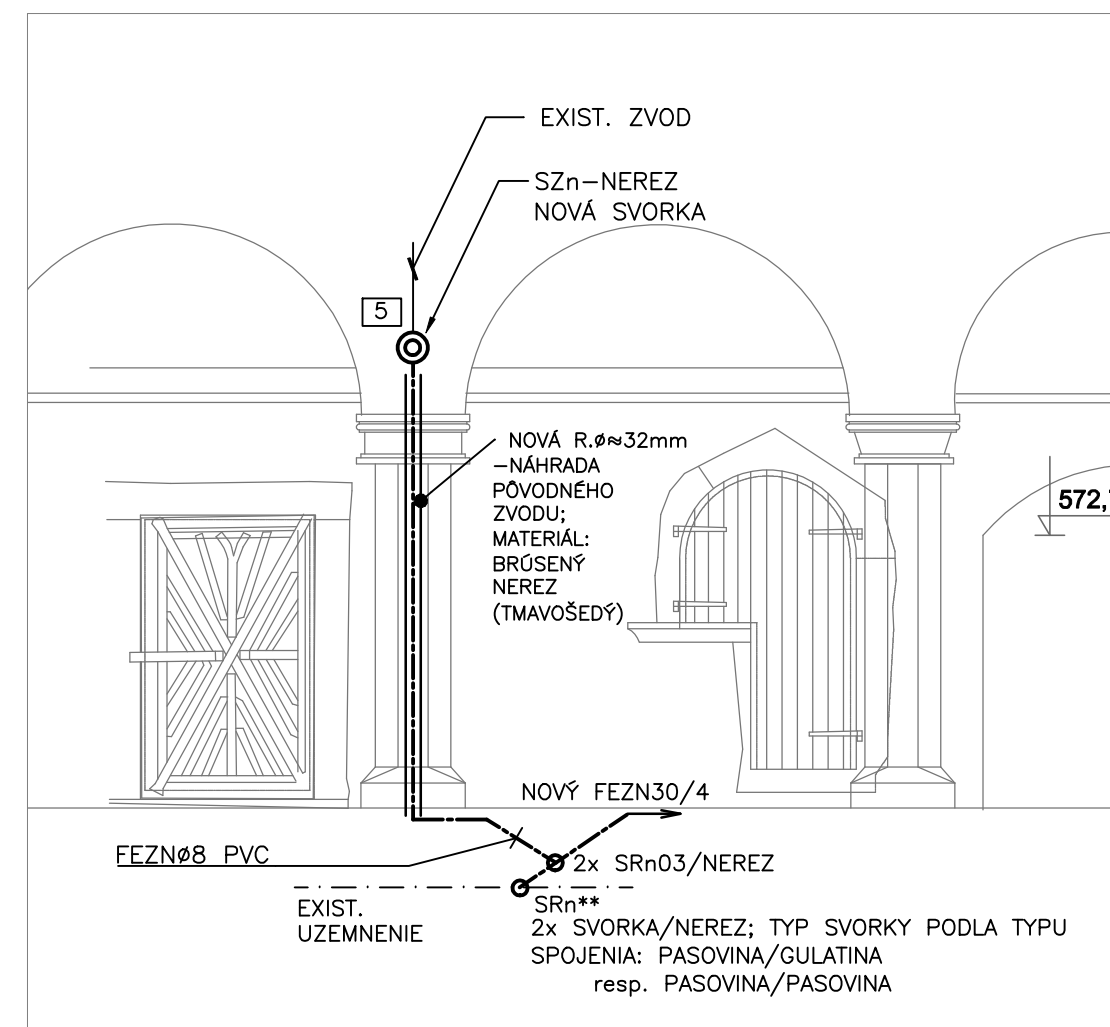 EXIST. ZVOD
SZn-NEREZ
NOVÁ SVORKA
5
NOVÁ R.ø≈32mm
-NÁHRADA
PÔVODNÉHO
ZVODU;
MATERIÁL:
BRÚSENÝ
NEREZ
(TMAVOŠEDÝ)
572,
NOVÝ FEZN30/4
FEZNø8 PVC
2x SRn03/NEREZ
EXIST.
UZEMNENIE
SRn**
2x SVORKA/NEREZ; TYP SVORKY PODLA TYPU
SPOJENIA: PASOVINA/GULATINA
resp. PASOVINA/PASOVINA